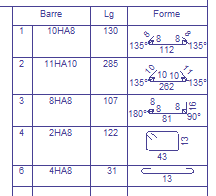 Barre Lg Forme
1 10HA8 130
8 8 8 8
135° 135°
112
2 11HA10 285
10 10 10 11
135° 135°
262
3 8HA8 107
8 8 8 16
180° 90°
81
4 2HA8 122
13
43
6 4HA8 31
13